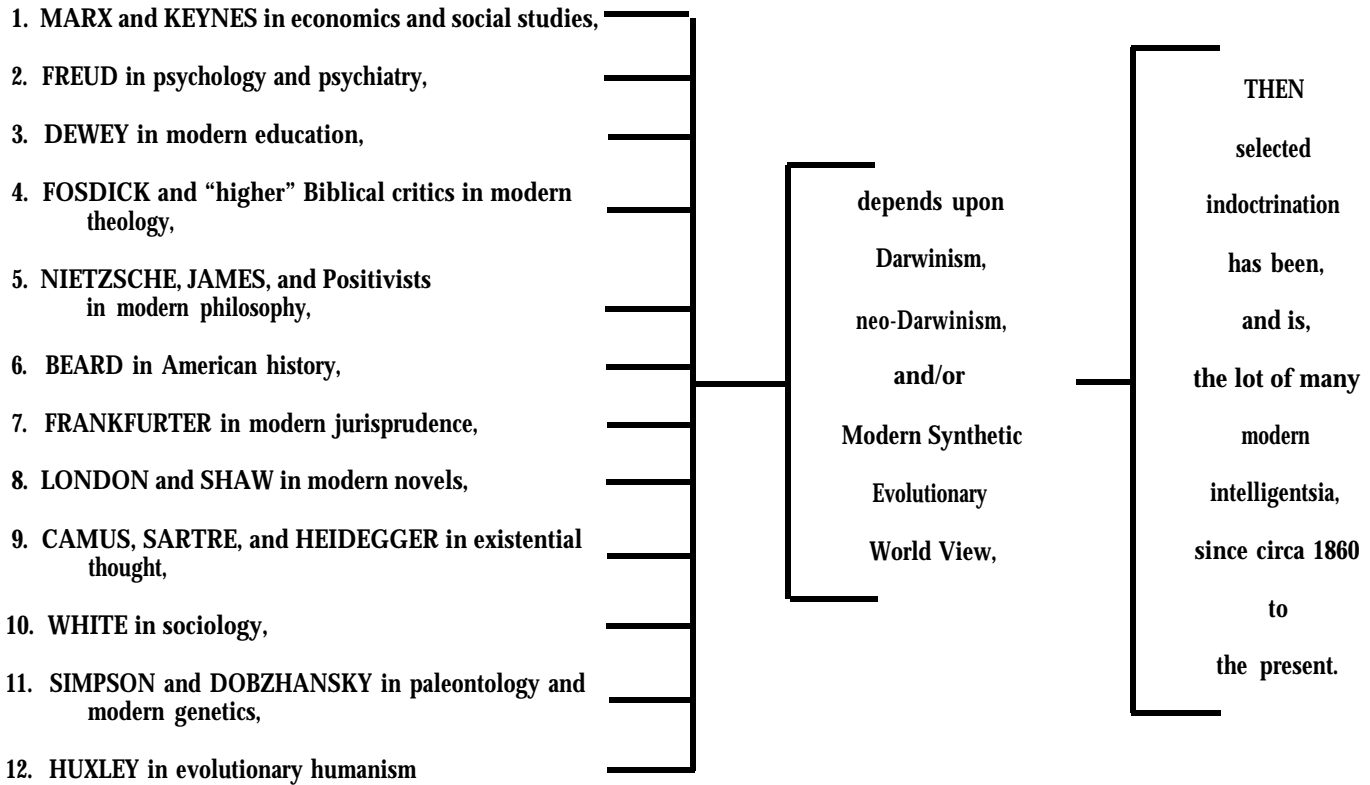 1. MARX and KEYNES in economics and social studies,
2. FREUD in psychology and psychiatry,
3. DEWEY in modern education,
4. FOSDICK and “higher” Biblical critics in modern
theology,
5. NIETZSCHE, JAMES, and Positivists
in modern philosophy,
6. BEARD in American history,
7. FRANKFURTER in modern jurisprudence,
8. LONDON and SHAW in modern novels,
9. CAMUS, SARTRE, and HEIDEGGER in existential
thought,
10. WHITE in sociology,
11. SIMPSON and DOBZHANSKY in paleontology and
modern genetics,
12. HUXLEY in evolutionary humanism
depends upon
Darwinism,
neo-Darwinism,
and/or
Modern Synthetic
Evolutionary
World View,
THEN
selected
indoctrination
has been,
and is,
the lot of many
modern
intelligentsia,
since circa 1860
to
the present.